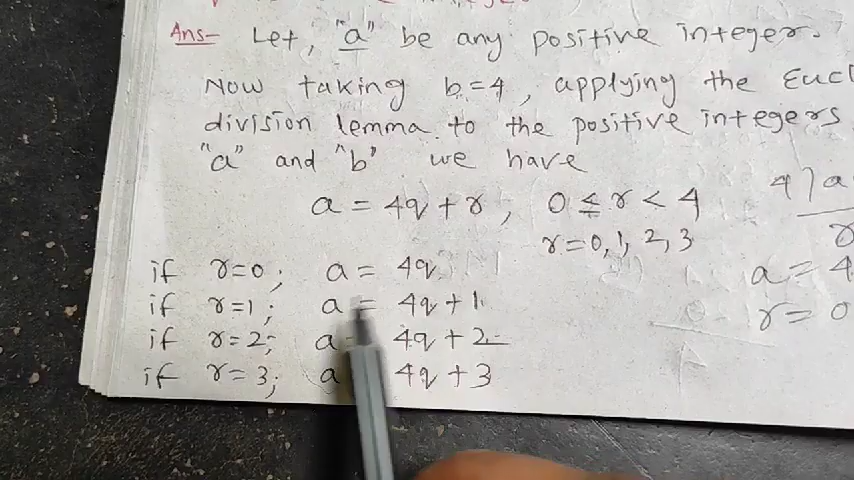 Ans- Let, "a" be any positive integer.
Now taking b=4, applying the
division lemma to the positive integers
"a" and "b" we have
a = 4q + r, 0 ≤ r < 4
r=0, 1, 2, 3
if r=0; a = 4q
if r=1; a = 4q + 1
if r=2; a = 4q + 2
if r=3; a 4q + 3
4)a
r
a = 4
r = 0